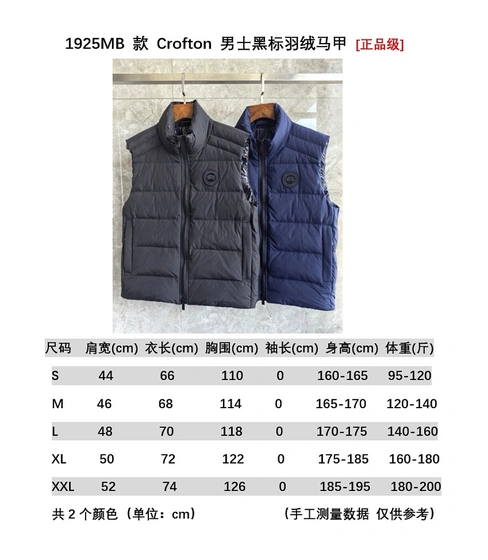 1925MB 款 Crofton 男士黑标羽绒马甲 [正品级]
尺码 肩宽(cm) 衣长(cm) 胸围(cm) 袖长(cm) 身高(cm) 体重(斤)
S 44 66 110 0 160-165 95-120
M 46 68 114 0 165-170 120-140
L 48 70 118 0 170-175 140-160
XL 50 72 122 0 175-185 160-180
XXL 52 74 126 0 185-195 180-200
共 2 个颜色（单位：cm） （手工测量数据 仅供参考）